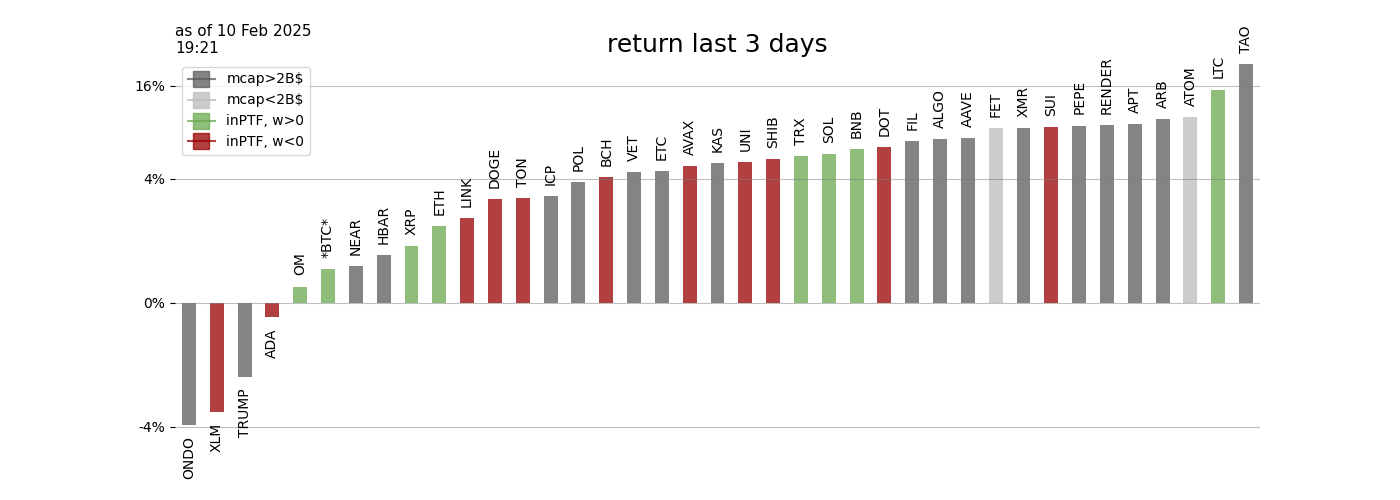 as of 10 Feb 2025
19:21
return last 3 days
mcap>2B$
mcap<2B$
inPTF, w>0
inPTF, w<0
16%
4%
0%
-4%
ONDO
XLM
TRUMP
ADA
OM
*BTC*
NEAR
HBAR
XRP
ETH
LINK
DOGE
TON
ICP
POL
BCH
VET
ETC
AVAX
KAS
UNI
SHIB
TRX
SOL
BNB
DOT
FIL
ALGO
AAVE
FET
XMR
SUI
PEPE
RENDER
APT
ARB
ATOM
LTC
TAO